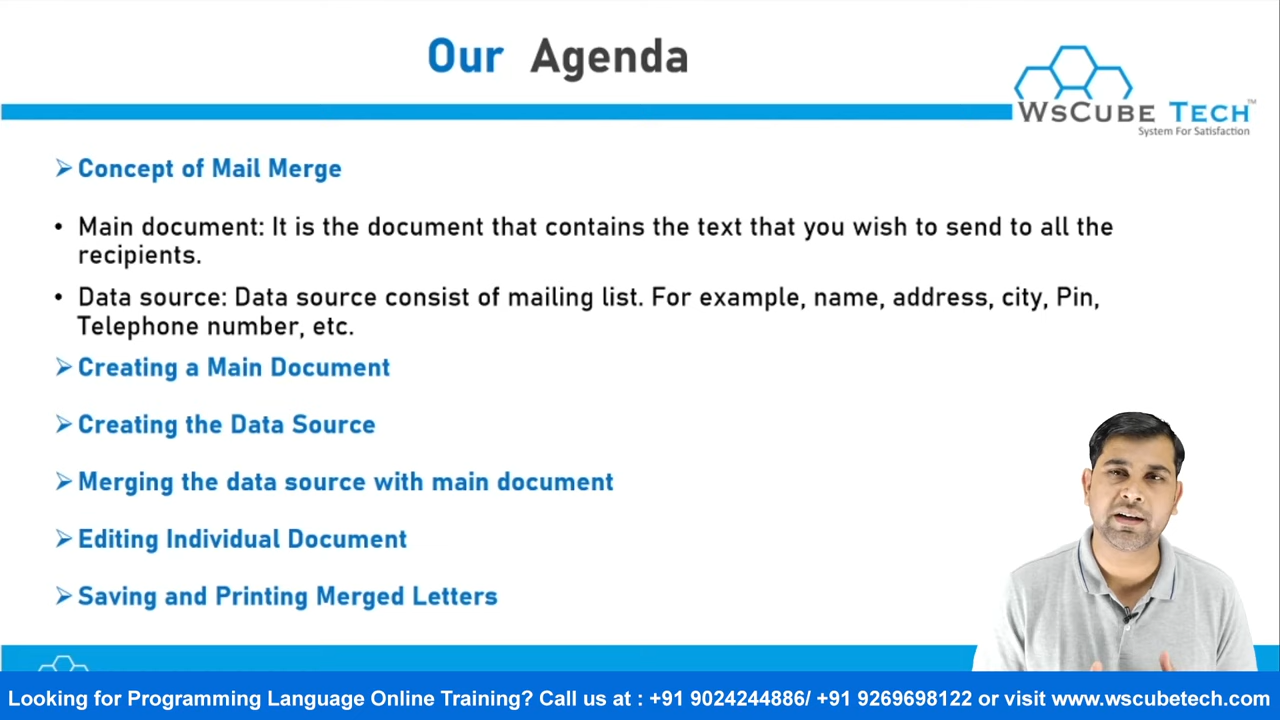 Our Agenda
WsCube Tech™
System For Satisfaction
➢Concept of Mail Merge
• Main document: It is the document that contains the text that you wish to send to all the
recipients.
• Data source: Data source consist of mailing list. For example, name, address, city, Pin,
Telephone number, etc.
➢Creating a Main Document
➢Creating the Data Source
➢Merging the data source with main document
➢Editing Individual Document
➢Saving and Printing Merged Letters
Looking for Programming Language Online Training? Call us at : +91 9024244886/ +91 9269698122 or visit www.wscubetech.com